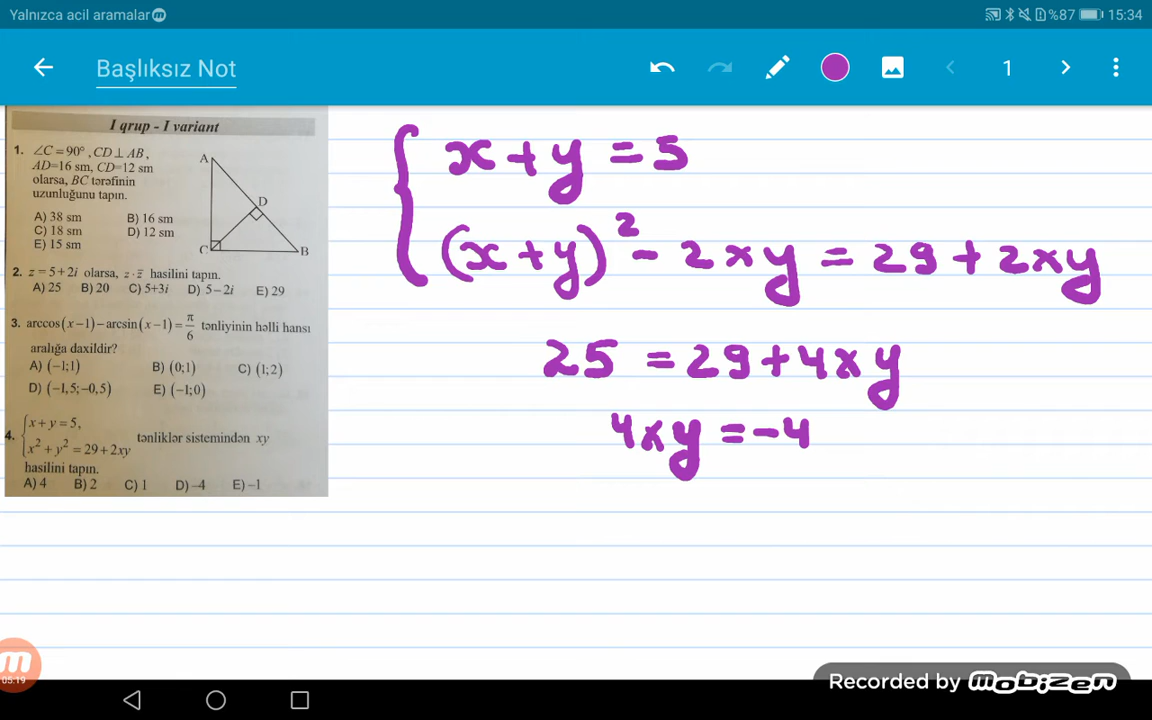 Yalnızca acil aramalar
%87 15:34
Başlıksız Not
1
I qrup - I variant
1. ∠C=90°, CD⊥AB,
AD=16 sm, CD=12 sm
olarsa, BC tərəfinin
uzunluğunu tapın.
A) 38 sm B) 16 sm
C) 18 sm D) 12 sm
E) 15 sm
A
D
C
B
2. z=5+2i olarsa, z·z̄ hasilini tapın.
A) 25 B) 20 C) 5+3i D) 5−2i E) 29
3. arccos(x−1)−arcsin(x−1)=π/6 tənliyinin həlli hansı
aralığa daxildir?
A) (−1;1) B) (0;1) C) (1;2)
D) (−1,5;−0,5) E) (−1;0)
4. {x+y=5,
x²+y²=29+2xy tənliklər sistemindən xy
hasilini tapın.
A) 4 B) 2 C) 1 D) −4 E) −1
{x+y=5
(x+y)²−2xy=29+2xy
25=29+4xy
4xy=−4
05:19
Recorded by mobizen